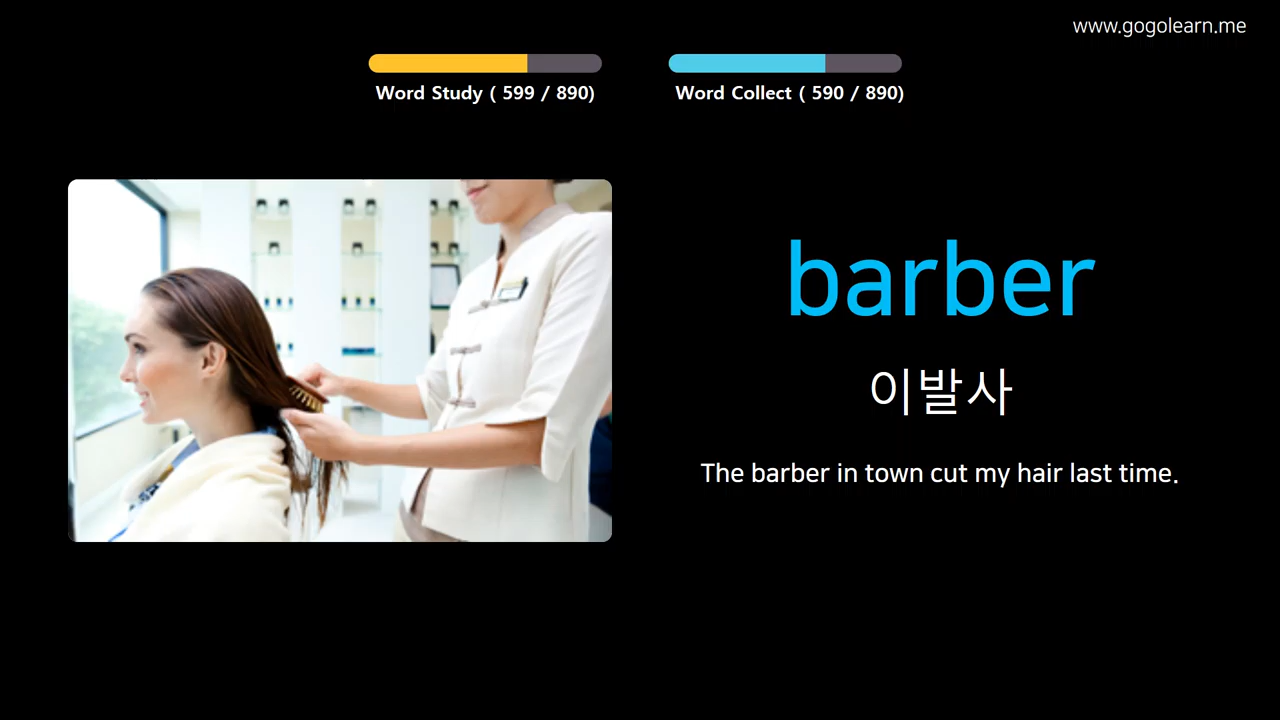 www.gogolearn.me
Word Study ( 599 / 890)
Word Collect ( 590 / 890)
barber
이발사
The barber in town cut my hair last time.